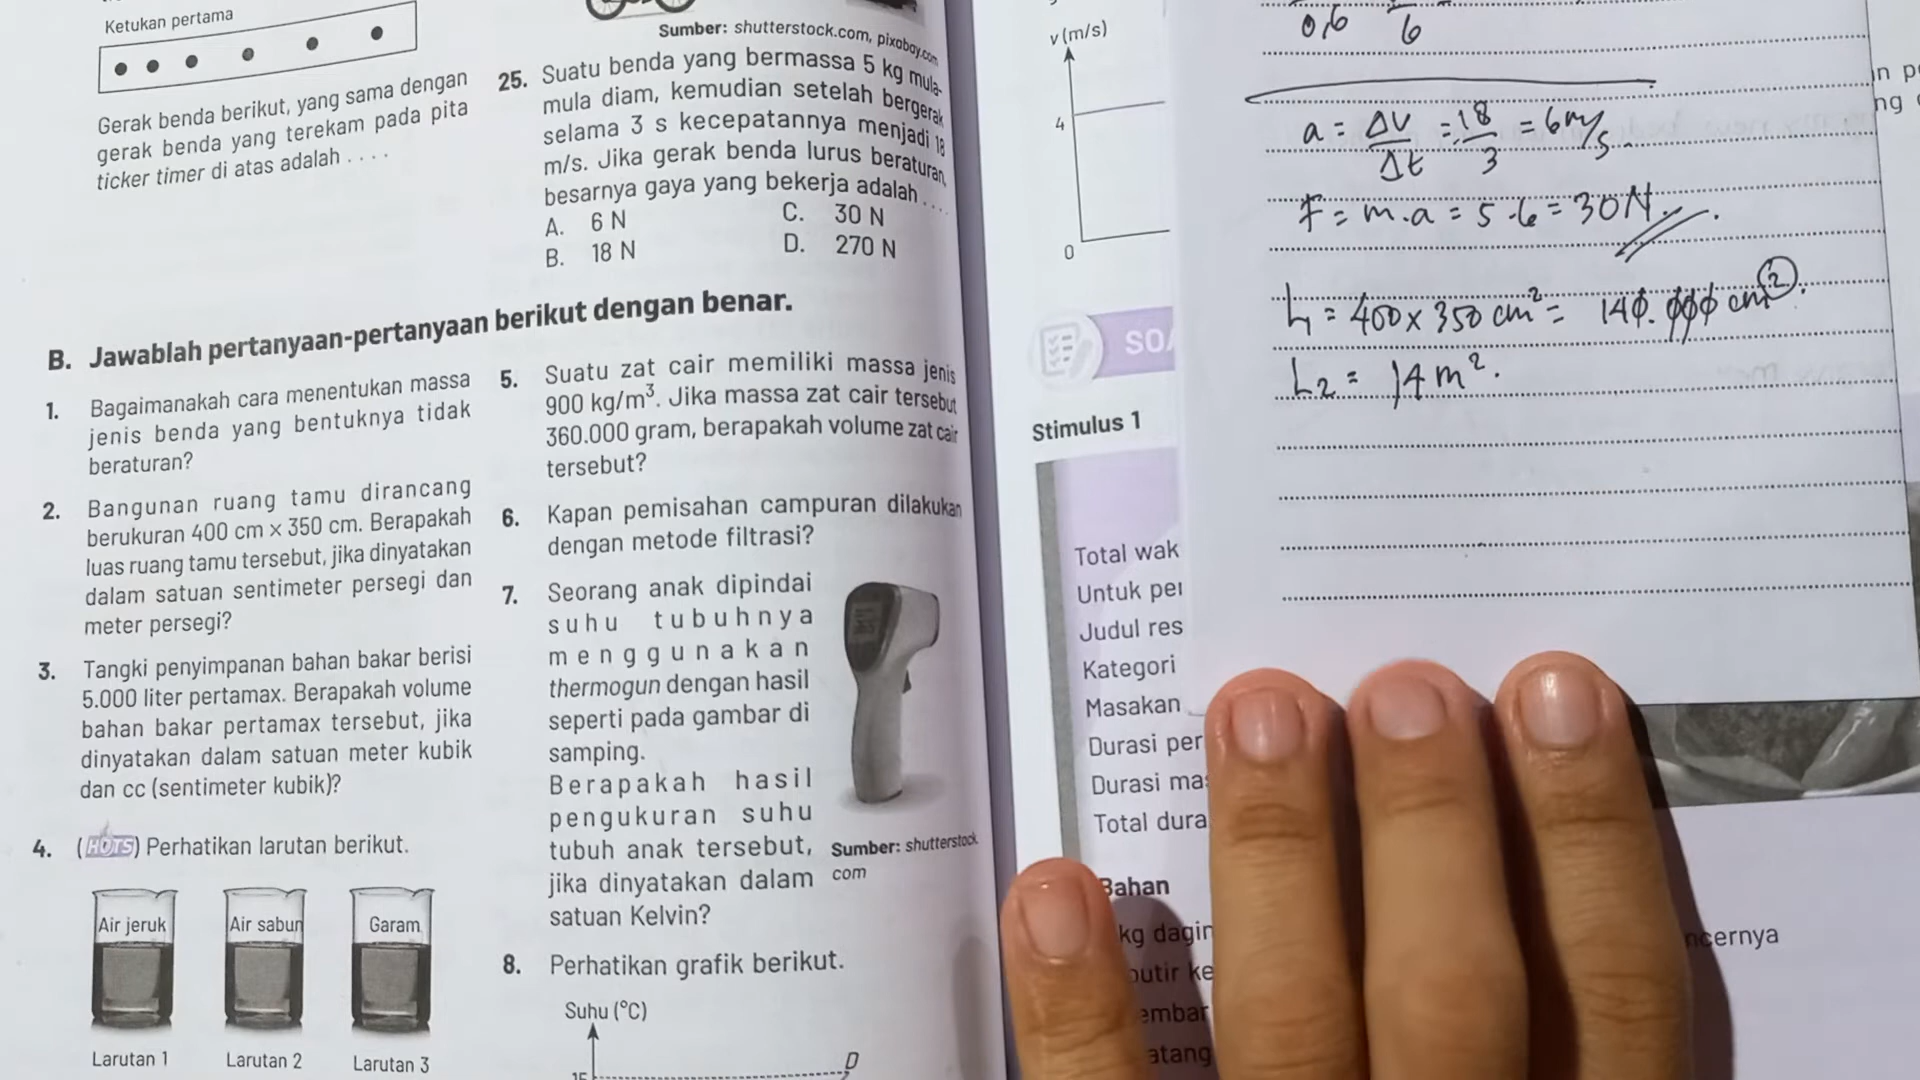 Ketukan pertama
Gerak benda berikut, yang sama dengan
gerak benda yang terekam pada pita
ticker timer di atas adalah . . . .
B. Jawablah pertanyaan-pertanyaan berikut dengan benar.
1. Bagaimanakah cara menentukan massa
jenis benda yang bentuknya tidak
beraturan?
2. Bangunan ruang tamu dirancang
berukuran 400 cm × 350 cm. Berapakah
luas ruang tamu tersebut, jika dinyatakan
dalam satuan sentimeter persegi dan
meter persegi?
3. Tangki penyimpanan bahan bakar berisi
5.000 liter pertamax. Berapakah volume
bahan bakar pertamax tersebut, jika
dinyatakan dalam satuan meter kubik
dan cc (sentimeter kubik)?
4. (HOTS) Perhatikan larutan berikut.
Air jeruk Air sabun Garam
Larutan 1 Larutan 2 Larutan 3
Sumber: shutterstock.com, pixabay.com
25. Suatu benda yang bermassa 5 kg mula-
mula diam, kemudian setelah bergerak
selama 3 s kecepatannya menjadi 18
m/s. Jika gerak benda lurus beraturan,
besarnya gaya yang bekerja adalah . . . .
A. 6 N C. 30 N
B. 18 N D. 270 N
5. Suatu zat cair memiliki massa jenis
900 kg/m³. Jika massa zat cair tersebut
360.000 gram, berapakah volume zat cair
tersebut?
6. Kapan pemisahan campuran dilakukan
dengan metode filtrasi?
7. Seorang anak dipindai
suhu tubuhnya
menggunakan
thermogun dengan hasil
seperti pada gambar di
samping.
Berapakah hasil
pengukuran suhu
tubuh anak tersebut,
jika dinyatakan dalam
satuan Kelvin?
Sumber: shutterstock.
com
8. Perhatikan grafik berikut.
Suhu (°C)
15 D
v (m/s)
4
0
SOA
Stimulus 1
Total wak
Untuk per
Judul res
Kategori
Masakan
Durasi per
Durasi mas
Total dura
Bahan
kg dagin
butir ke
embar
atang
ncernya
n p
ng
0,6 6
a = Δv/Δt = 18/3 = 6 m/s.
F = m.a = 5 . 6 = 30 N.
L = 400 x 350 cm² = 140.000 cm².
L2 = 14 m².